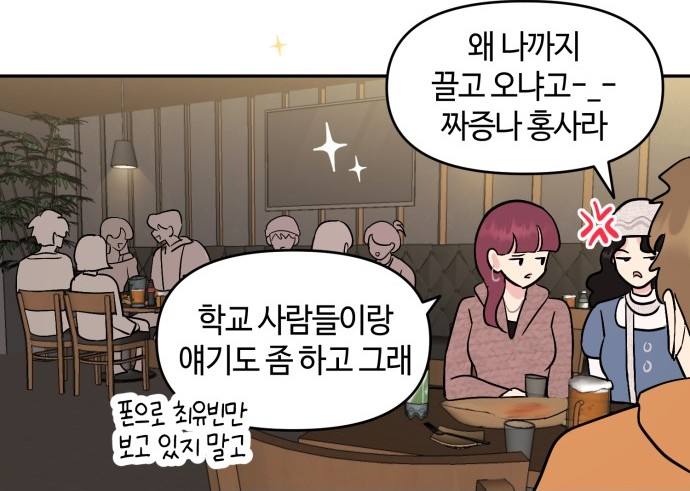 왜 나까지
끌고 오냐고-_-
짜증나 홍사라
학교 사람들이랑
얘기도 좀 하고 그래
폰으로 최유빈만
보고 있지 말고